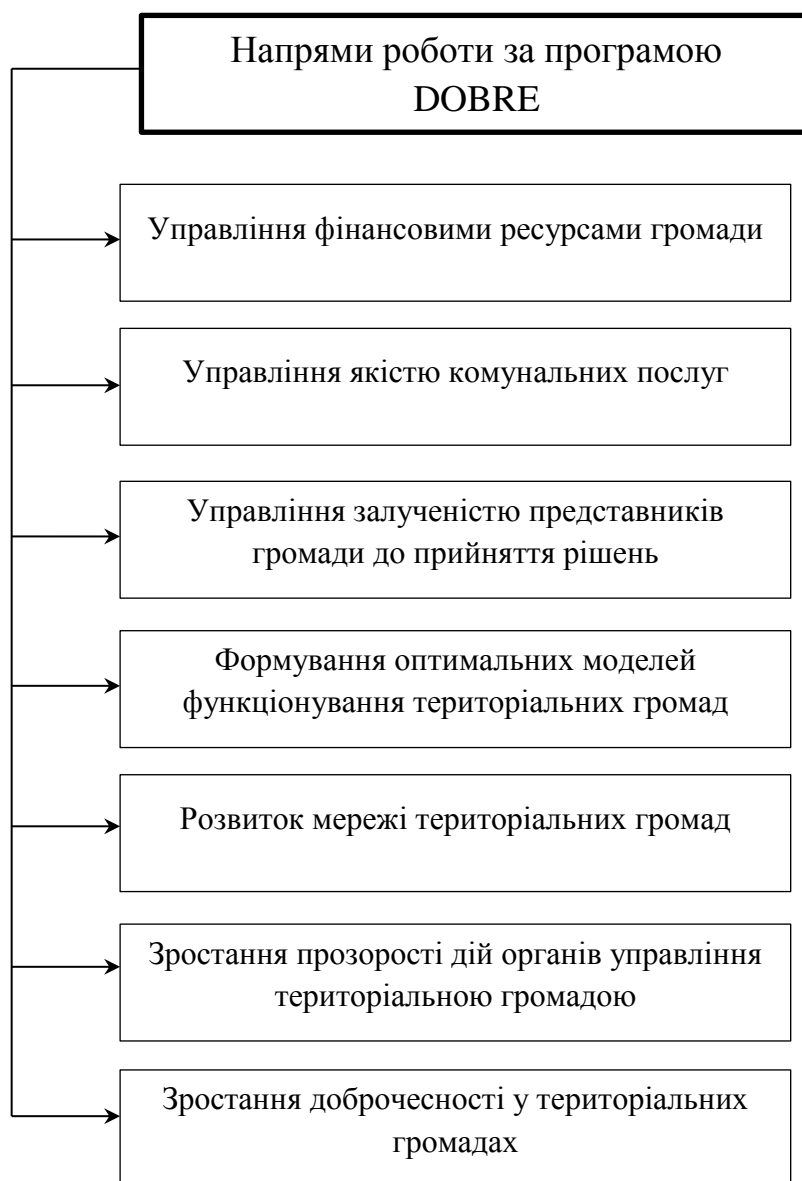 Напрями роботи за програмою
DOBRE
Управління фінансовими ресурсами громади
Управління якістю комунальних послуг
Управління залученістю представників
громади до прийняття рішень
Формування оптимальних моделей
функціонування територіальних громад
Розвиток мережі територіальних громад
Зростання прозорості дій органів управління
територіальною громадою
Зростання доброчесності у територіальних
громадах